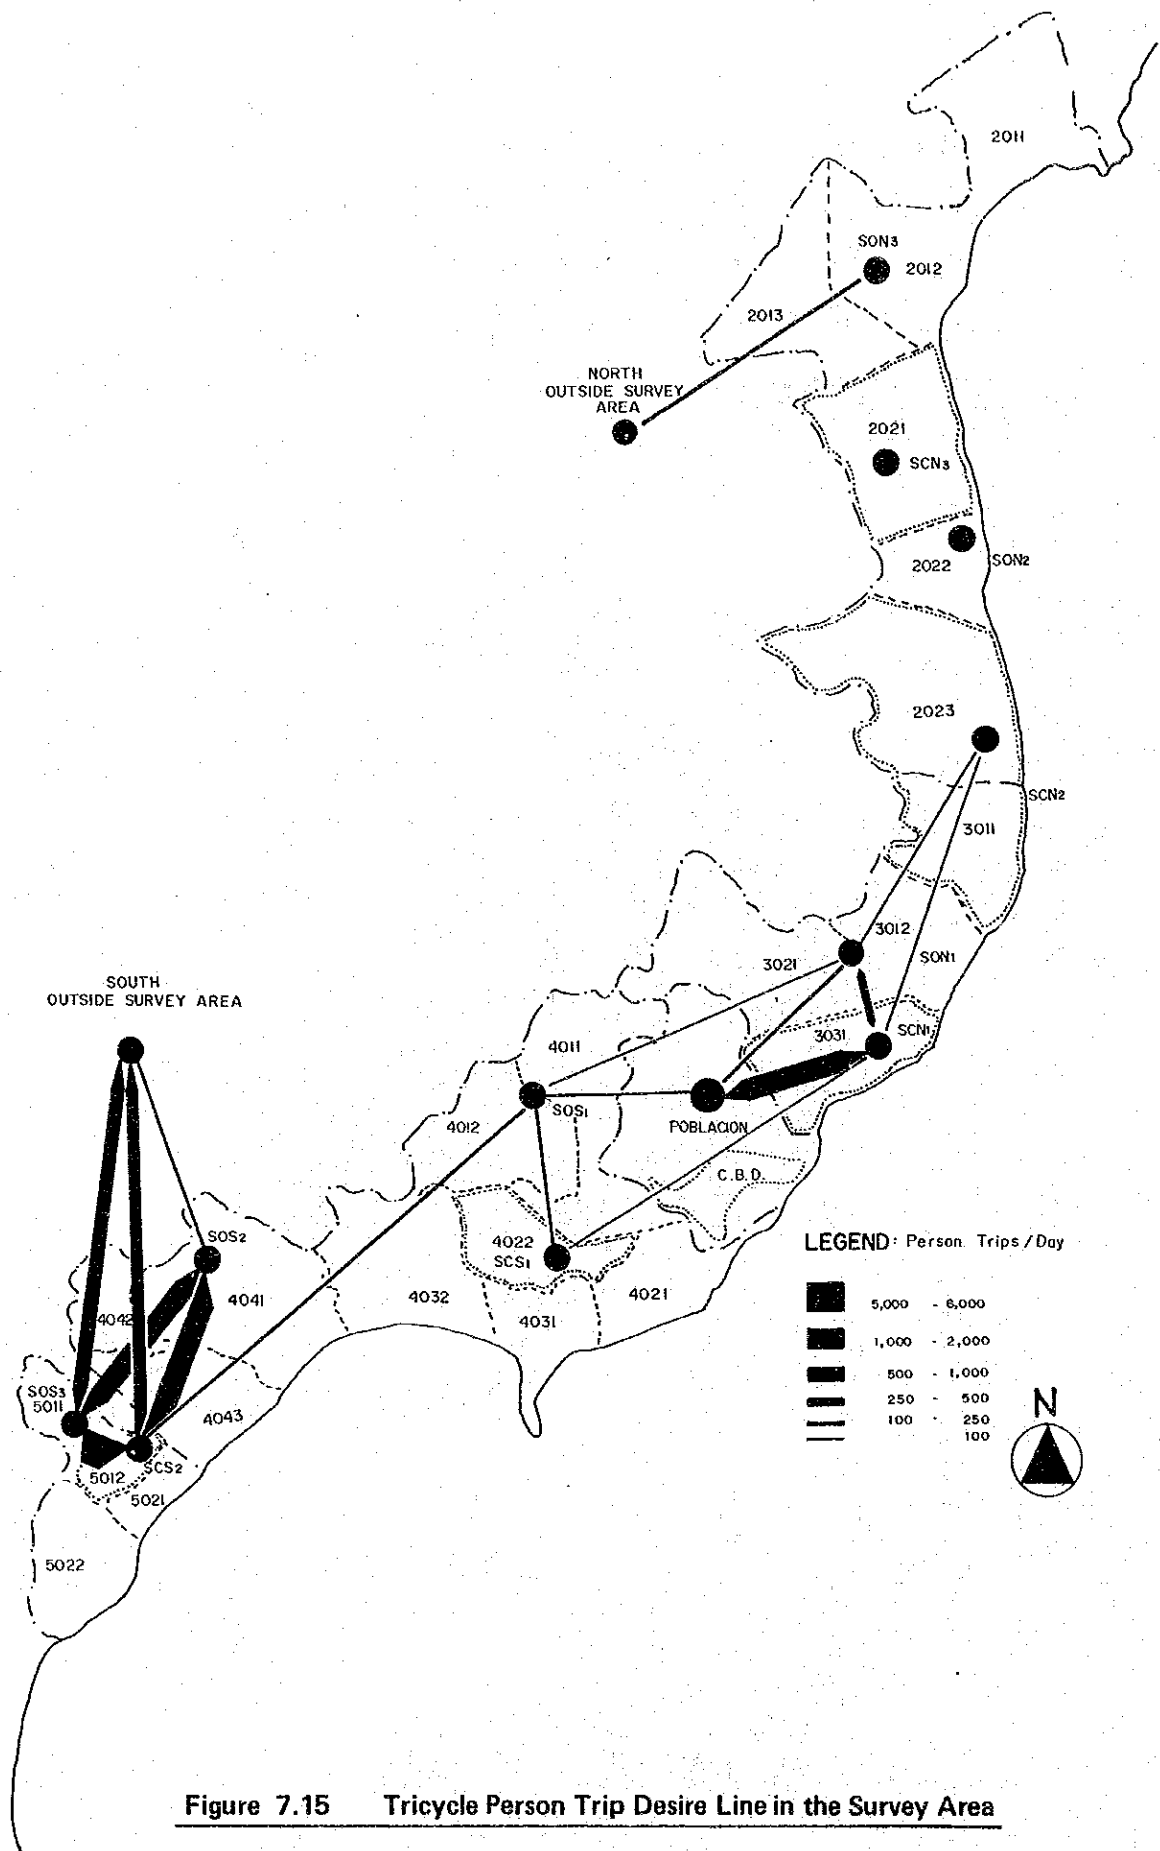 2011
SON3
2012
2013
NORTH
OUTSIDE SURVEY
AREA
2021
SCN3
2022
SON2
2023
SCN2
3011
3012
3021
SON1
SOUTH
OUTSIDE SURVEY AREA
3031
SCN1
4011
SOS1
4012
POBLACION
C.B.D.
SOS2
4022
SCS1
4041
4032
4021
4042
4031
LEGEND: Person Trips/Day
5,000 - 6,000
1,000 - 2,000
500 - 1,000
250 - 500
100 - 250
100
N
SOS3
5011
4043
5012
SCS2
5021
5022
Figure 7.15 Tricycle Person Trip Desire Line in the Survey Area